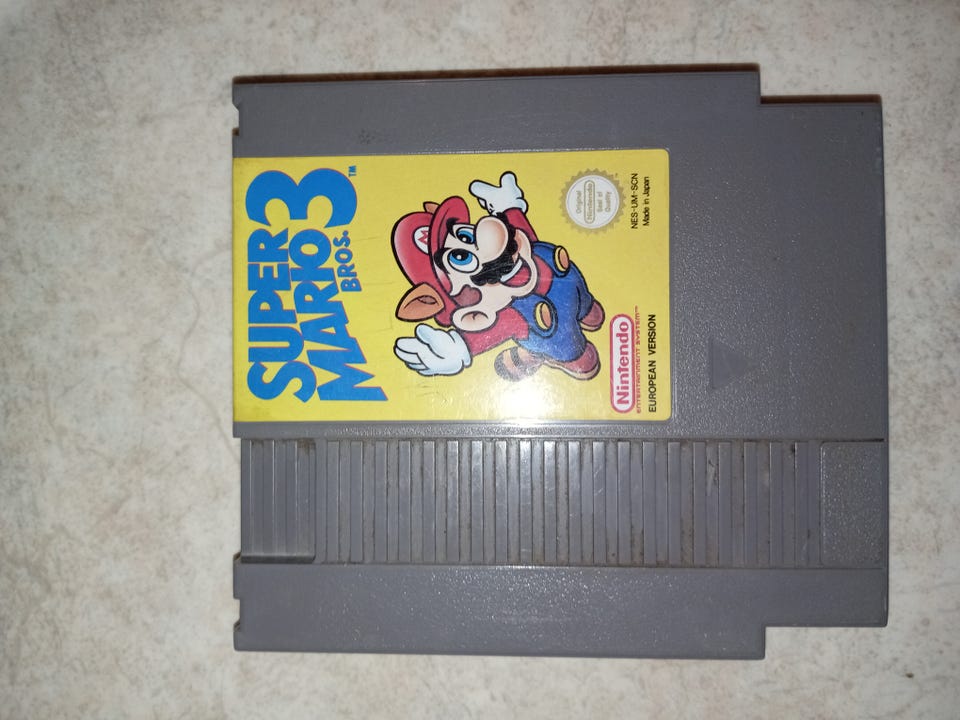 SUPER
MARIO
BROS.
3
™
M
Original
Nintendo
Seal of
Quality
™
NES-UM-SCN
Made in Japan
Nintendo
ENTERTAINMENT SYSTEM™
EUROPEAN VERSION